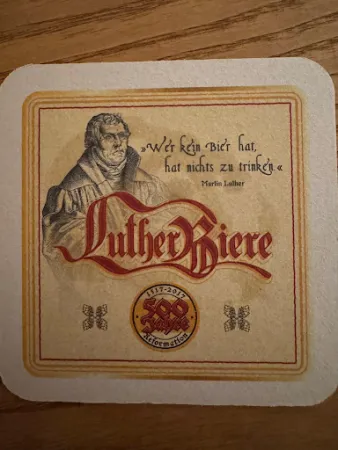 »Wer kein Bier hat,
hat nichts zu trinken.«
Martin Luther
Luther Biere
1517-2017
500
Jahre
Reformation